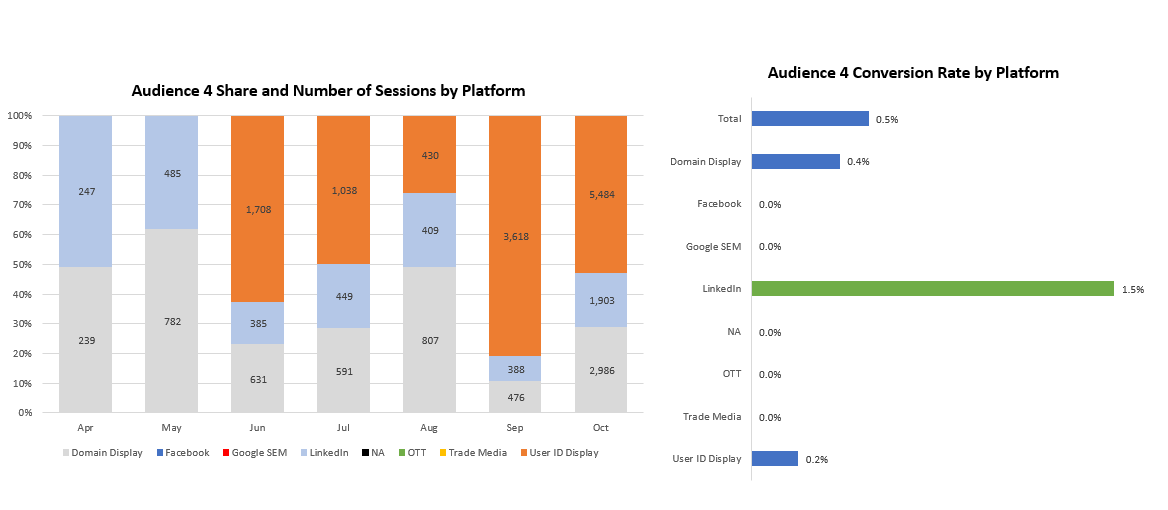 Audience 4 Share and Number of Sessions by Platform
100%
90%
80%
70%
60%
50%
40%
30%
20%
10%
0%
247
239
485
782
1,708
385
631
1,038
449
591
430
409
807
3,618
388
476
5,484
1,903
2,986
Apr May Jun Jul Aug Sep Oct
Domain Display Facebook Google SEM LinkedIn NA OTT Trade Media User ID Display
Audience 4 Conversion Rate by Platform
Total 0.5%
Domain Display 0.4%
Facebook 0.0%
Google SEM 0.0%
LinkedIn 1.5%
NA 0.0%
OTT 0.0%
Trade Media 0.0%
User ID Display 0.2%